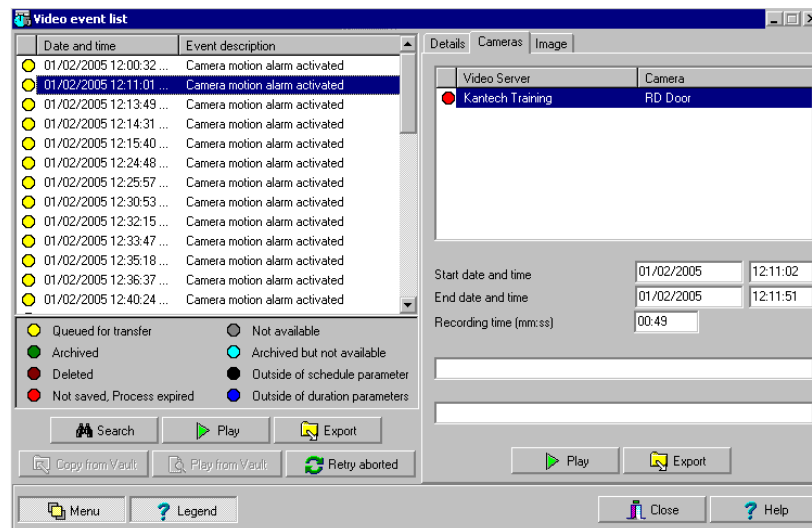 Video event list
Date and time Event description
01/02/2005 12:00:32 ... Camera motion alarm activated
01/02/2005 12:11:01 ... Camera motion alarm activated
01/02/2005 12:13:49 ... Camera motion alarm activated
01/02/2005 12:14:31 ... Camera motion alarm activated
01/02/2005 12:15:40 ... Camera motion alarm activated
01/02/2005 12:24:48 ... Camera motion alarm activated
01/02/2005 12:25:57 ... Camera motion alarm activated
01/02/2005 12:30:53 ... Camera motion alarm activated
01/02/2005 12:32:15 ... Camera motion alarm activated
01/02/2005 12:33:47 ... Camera motion alarm activated
01/02/2005 12:35:18 ... Camera motion alarm activated
01/02/2005 12:36:37 ... Camera motion alarm activated
01/02/2005 12:40:24 ... Camera motion alarm activated
Queued for transfer Not available
Archived Archived but not available
Deleted Outside of schedule parameter
Not saved, Process expired Outside of duration parameters
Search Play Export
Copy from Vault Play from Vault Retry aborted
Details Cameras Image
Video Server Camera
Kantech Training RD Door
Start date and time 01/02/2005 12:11:02
End date and time 01/02/2005 12:11:51
Recording time (mm:ss) 00:49
Play Export
Menu ? Legend Close ? Help